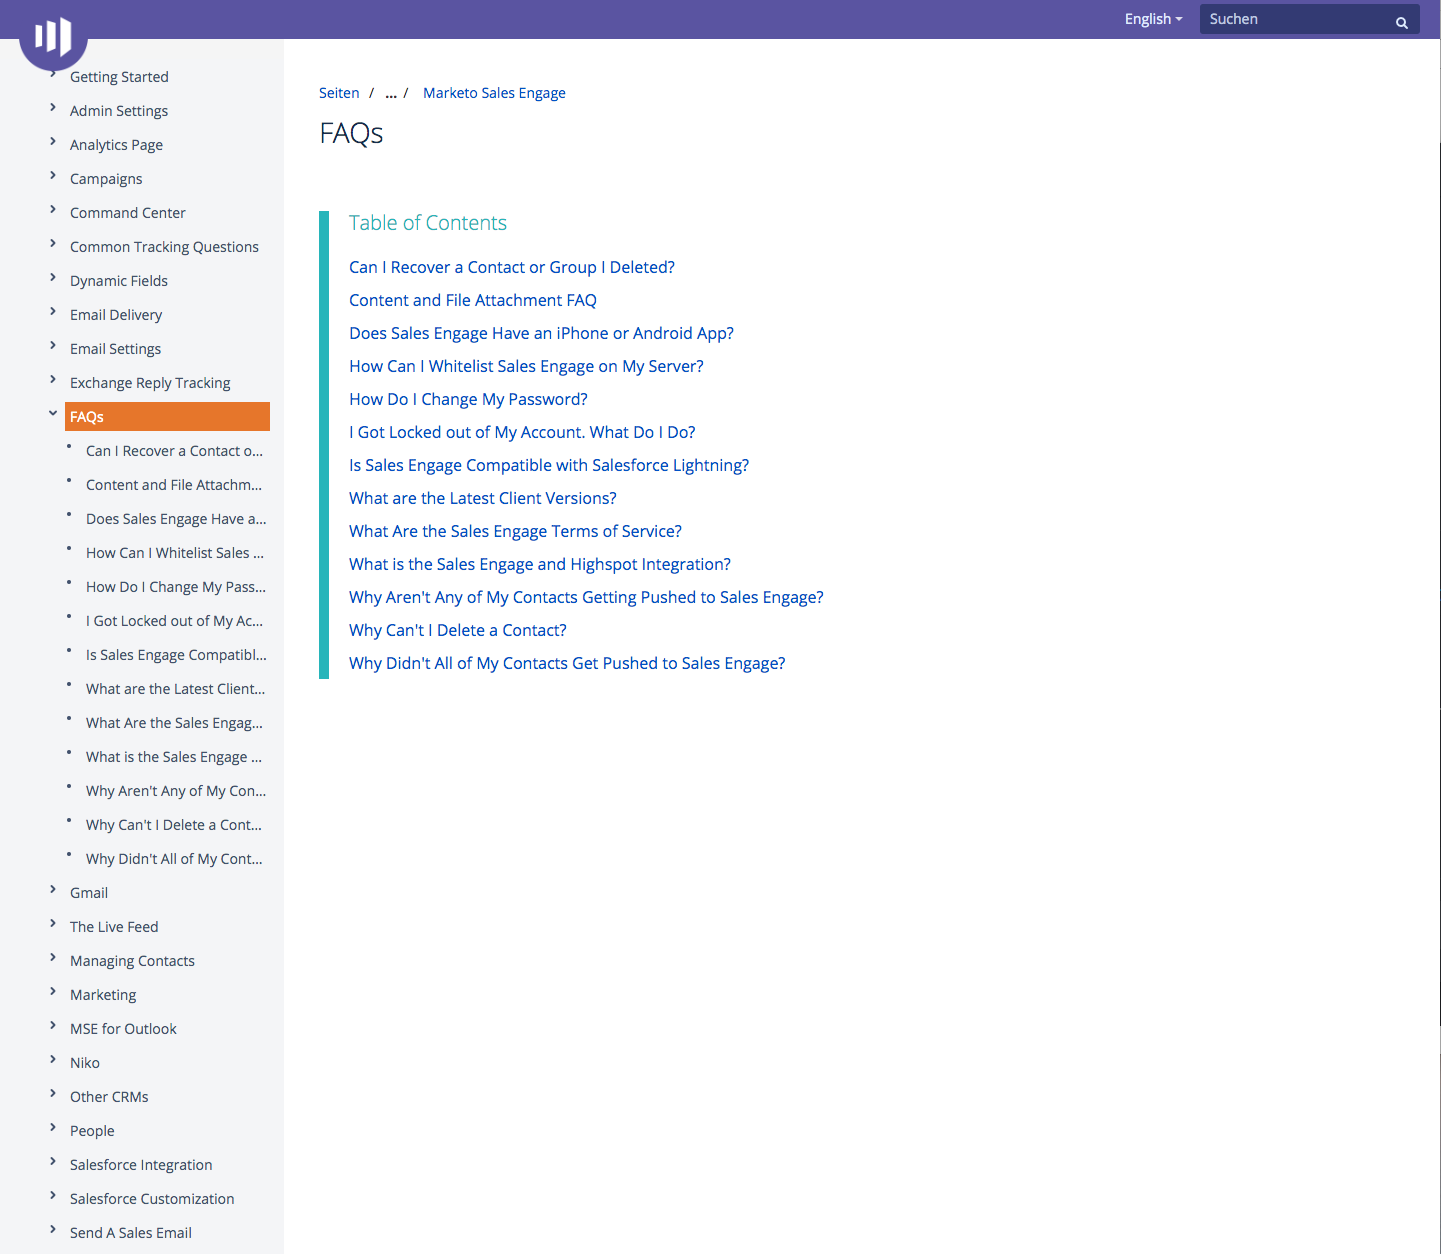 English
Suchen
Getting Started
Admin Settings
Analytics Page
Campaigns
Command Center
Common Tracking Questions
Dynamic Fields
Email Delivery
Email Settings
Exchange Reply Tracking
FAQs
Can I Recover a Contact o...
Content and File Attachm...
Does Sales Engage Have a...
How Can I Whitelist Sales ...
How Do I Change My Pass...
I Got Locked out of My Ac...
Is Sales Engage Compatibl...
What are the Latest Client...
What Are the Sales Engag...
What is the Sales Engage ...
Why Aren't Any of My Con...
Why Can't I Delete a Cont...
Why Didn't All of My Cont...
Gmail
The Live Feed
Managing Contacts
Marketing
MSE for Outlook
Niko
Other CRMs
People
Salesforce Integration
Salesforce Customization
Send A Sales Email
Seiten / ... / Marketo Sales Engage
FAQs
Table of Contents
Can I Recover a Contact or Group I Deleted?
Content and File Attachment FAQ
Does Sales Engage Have an iPhone or Android App?
How Can I Whitelist Sales Engage on My Server?
How Do I Change My Password?
I Got Locked out of My Account. What Do I Do?
Is Sales Engage Compatible with Salesforce Lightning?
What are the Latest Client Versions?
What Are the Sales Engage Terms of Service?
What is the Sales Engage and Highspot Integration?
Why Aren't Any of My Contacts Getting Pushed to Sales Engage?
Why Can't I Delete a Contact?
Why Didn't All of My Contacts Get Pushed to Sales Engage?